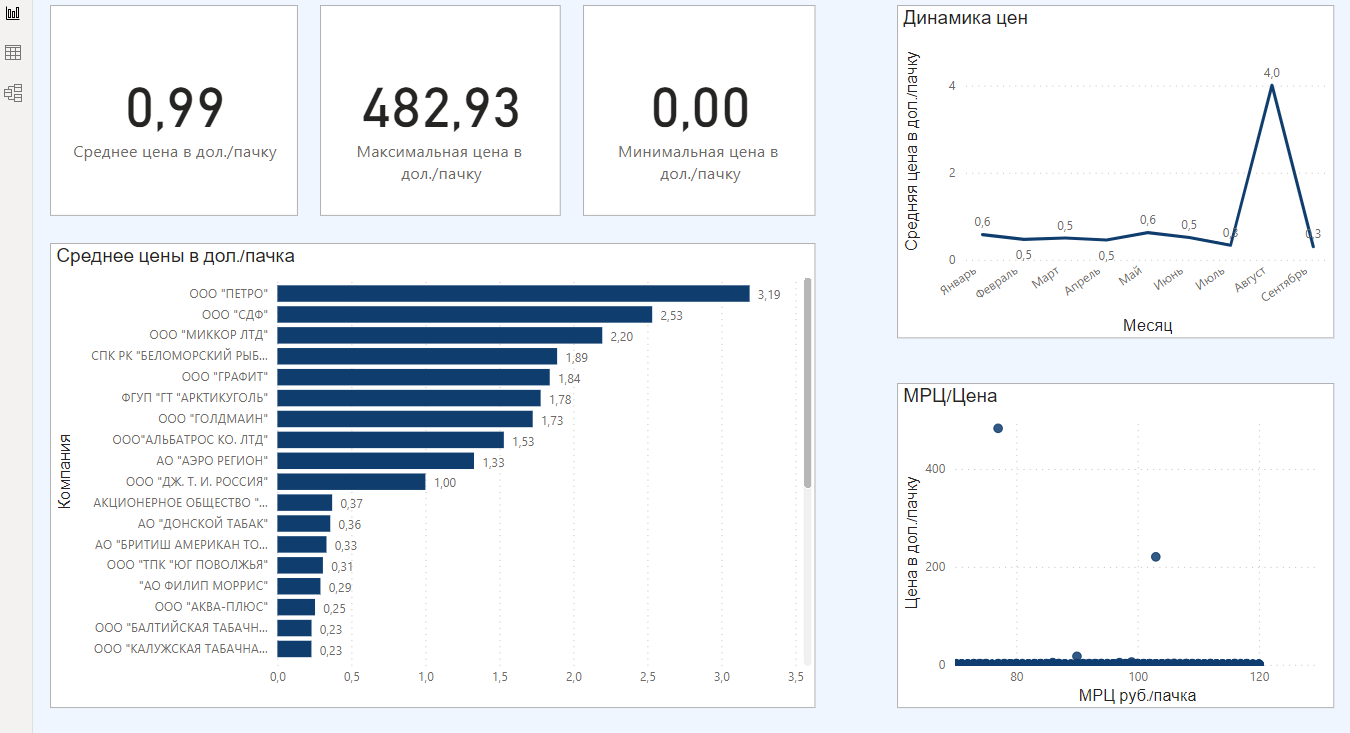 0,99
Среднее цена в дол./пачку
482,93
Максимальная цена в
дол./пачку
0,00
Минимальная цена в
дол./пачку
Среднее цены в дол./пачка
Компания
ООО "ПЕТРО" 3,19
ООО "СДФ" 2,53
ООО "МИККОР ЛТД" 2,20
СПК РК "БЕЛОМОРСКИЙ РЫБ... 1,89
ООО "ГРАФИТ" 1,84
ФГУП "ГТ "АРКТИКУГОЛЬ" 1,78
ООО "ГОЛДМАИН" 1,73
ООО"АЛЬБАТРОС КО. ЛТД" 1,53
АО "АЭРО РЕГИОН" 1,33
ООО "ДЖ. Т. И. РОССИЯ" 1,00
АКЦИОНЕРНОЕ ОБЩЕСТВО "... 0,37
АО "ДОНСКОЙ ТАБАК" 0,36
АО "БРИТИШ АМЕРИКАН ТО... 0,33
ООО "ТПК "ЮГ ПОВОЛЖЬЯ" 0,31
"АО ФИЛИП МОРРИС" 0,29
ООО "АКВА-ПЛЮС" 0,25
ООО "БАЛТИЙСКАЯ ТАБАЧН... 0,23
ООО "КАЛУЖСКАЯ ТАБАЧНА... 0,23
0,0 0,5 1,0 1,5 2,0 2,5 3,0 3,5
Динамика цен
Средняя цена в дол./пачку
4
2
0
0,6 0,5 0,5 0,5 0,6 0,5 0,3 4,0 0,3
Январь Февраль Март Апрель Май Июнь Июль Август Сентябрь
Месяц
МРЦ/Цена
Цена в дол./пачку
400
200
0
80 100 120
МРЦ руб./пачка